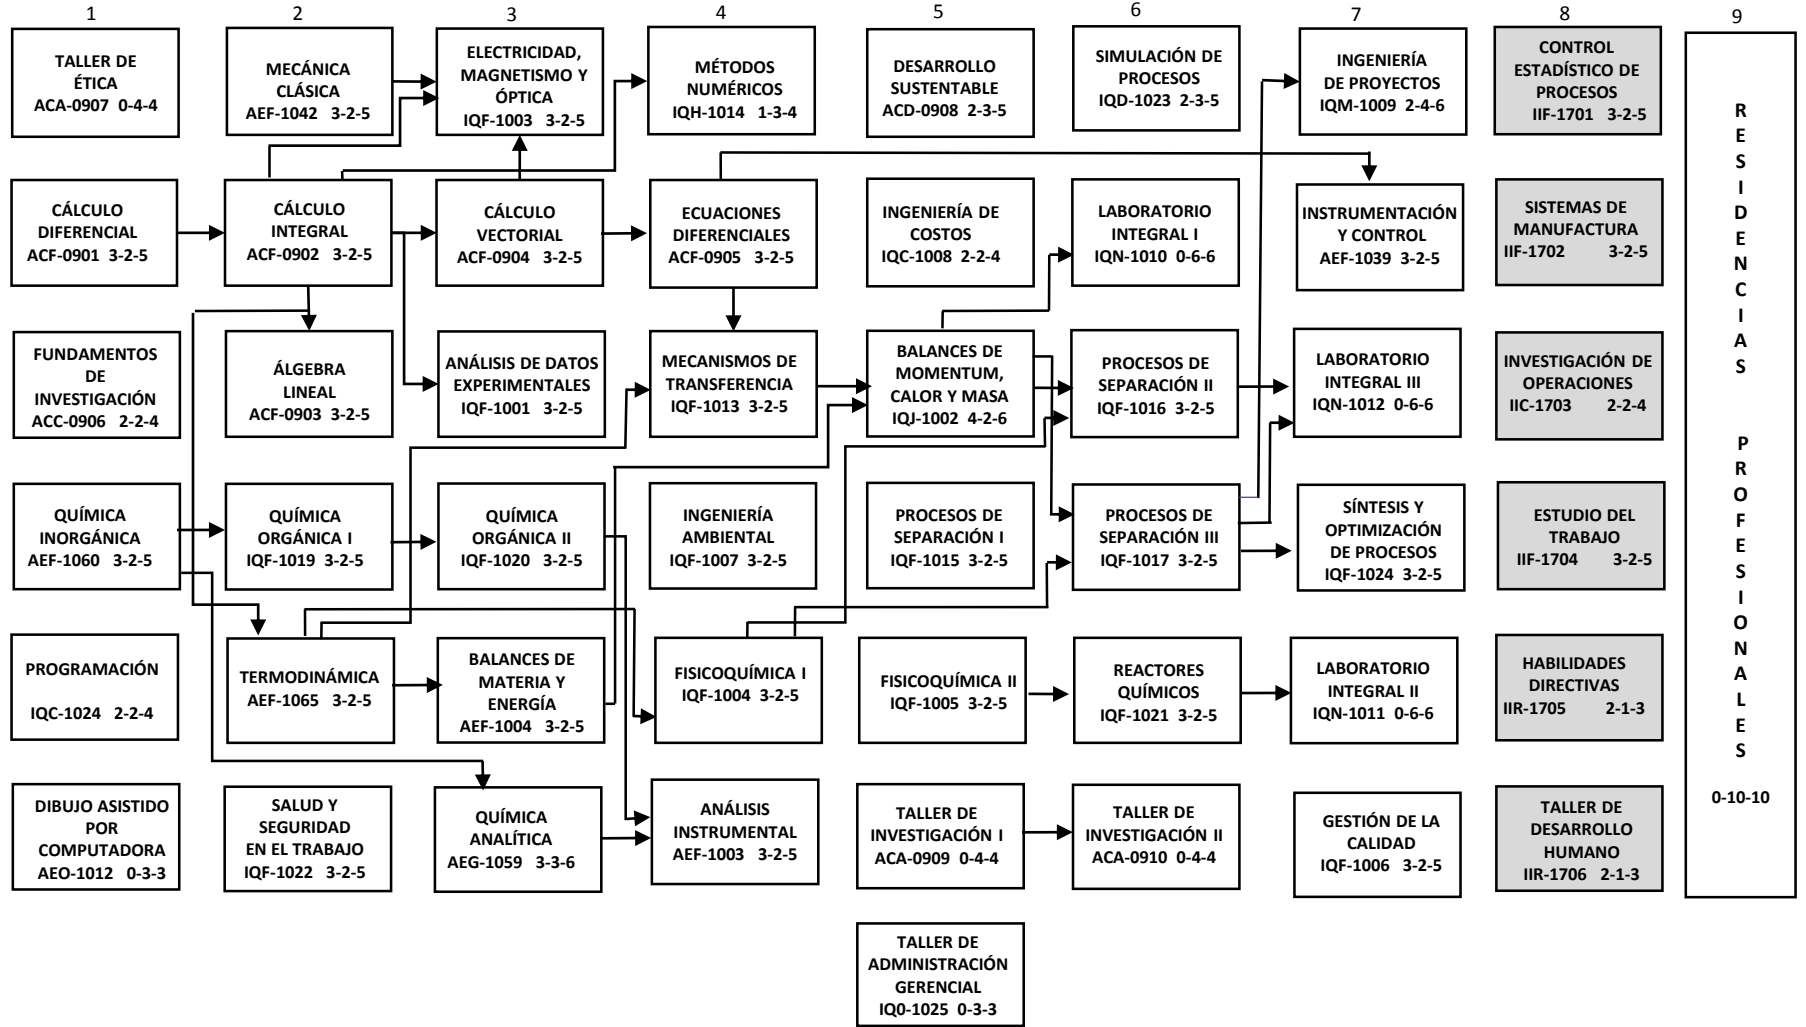 1
2
3
4
5
6
7
8
9
TALLER DE
ÉTICA
ACA-0907 0-4-4
CÁLCULO
DIFERENCIAL
ACF-0901 3-2-5
FUNDAMENTOS
DE
INVESTIGACIÓN
ACC-0906 2-2-4
QUÍMICA
INORGÁNICA
AEF-1060 3-2-5
PROGRAMACIÓN
IQC-1024 2-2-4
DIBUJO ASISTIDO
POR
COMPUTADORA
AEO-1012 0-3-3
MECÁNICA
CLÁSICA
AEF-1042 3-2-5
CÁLCULO
INTEGRAL
ACF-0902 3-2-5
ÁLGEBRA
LINEAL
ACF-0903 3-2-5
QUÍMICA
ORGÁNICA I
IQF-1019 3-2-5
TERMODINÁMICA
AEF-1065 3-2-5
SALUD Y
SEGURIDAD
EN EL TRABAJO
IQF-1022 3-2-5
ELECTRICIDAD,
MAGNETISMO Y
ÓPTICA
IQF-1003 3-2-5
CÁLCULO
VECTORIAL
ACF-0904 3-2-5
ANÁLISIS DE DATOS
EXPERIMENTALES
IQF-1001 3-2-5
QUÍMICA
ORGÁNICA II
IQF-1020 3-2-5
BALANCES DE
MATERIA Y
ENERGÍA
AEF-1004 3-2-5
QUÍMICA
ANALÍTICA
AEG-1059 3-3-6
MÉTODOS
NUMÉRICOS
IQH-1014 1-3-4
ECUACIONES
DIFERENCIALES
ACF-0905 3-2-5
MECANISMOS DE
TRANSFERENCIA
IQF-1013 3-2-5
INGENIERÍA
AMBIENTAL
IQF-1007 3-2-5
FISICOQUÍMICA I
IQF-1004 3-2-5
ANÁLISIS
INSTRUMENTAL
AEF-1003 3-2-5
DESARROLLO
SUSTENTABLE
ACD-0908 2-3-5
INGENIERÍA DE
COSTOS
IQC-1008 2-2-4
BALANCES DE
MOMENTUM,
CALOR Y MASA
IQJ-1002 4-2-6
PROCESOS DE
SEPARACIÓN I
IQF-1015 3-2-5
FISICOQUÍMICA II
IQF-1005 3-2-5
TALLER DE
INVESTIGACIÓN I
ACA-0909 0-4-4
TALLER DE
ADMINISTRACIÓN
GERENCIAL
IQ0-1025 0-3-3
SIMULACIÓN DE
PROCESOS
IQD-1023 2-3-5
LABORATORIO
INTEGRAL I
IQN-1010 0-6-6
PROCESOS DE
SEPARACIÓN II
IQF-1016 3-2-5
PROCESOS DE
SEPARACIÓN III
IQF-1017 3-2-5
REACTORES
QUÍMICOS
IQF-1021 3-2-5
TALLER DE
INVESTIGACIÓN II
ACA-0910 0-4-4
INGENIERÍA
DE PROYECTOS
IQM-1009 2-4-6
INSTRUMENTACIÓN
Y CONTROL
AEF-1039 3-2-5
LABORATORIO
INTEGRAL III
IQN-1012 0-6-6
SÍNTESIS Y
OPTIMIZACIÓN
DE PROCESOS
IQF-1024 3-2-5
LABORATORIO
INTEGRAL II
IQN-1011 0-6-6
GESTIÓN DE LA
CALIDAD
IQF-1006 3-2-5
CONTROL
ESTADÍSTICO DE
PROCESOS
IIF-1701 3-2-5
SISTEMAS DE
MANUFACTURA
IIF-1702 3-2-5
INVESTIGACIÓN DE
OPERACIONES
IIC-1703 2-2-4
ESTUDIO DEL
TRABAJO
IIF-1704 3-2-5
HABILIDADES
DIRECTIVAS
IIR-1705 2-1-3
TALLER DE
DESARROLLO
HUMANO
IIR-1706 2-1-3
RESIDENCIAS PROFESIONALES
0-10-10